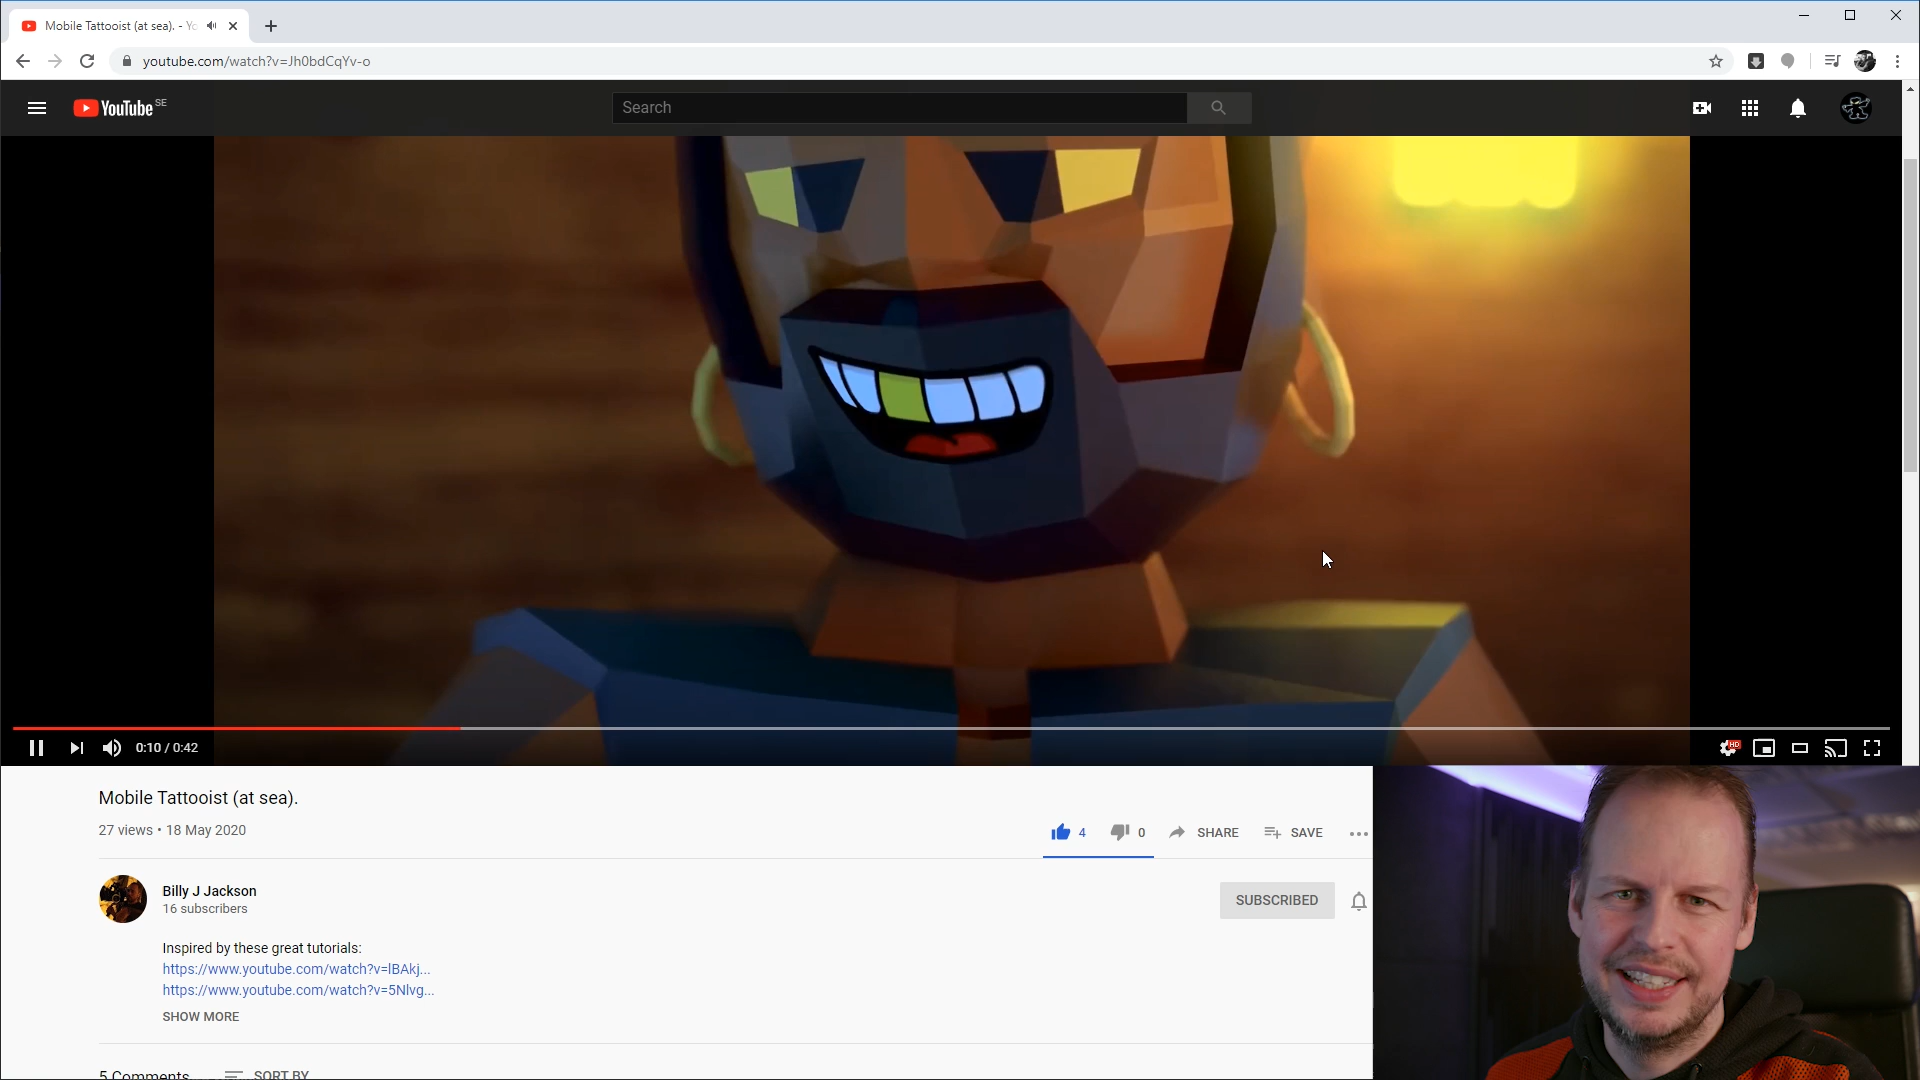 Mobile Tattooist (at sea). - Yo
youtube.com/watch?v=Jh0bdCqYv-o
YouTube SE
Search
0:10 / 0:42
HD
Mobile Tattooist (at sea).
27 views • 18 May 2020
4 0 SHARE SAVE
Billy J Jackson
16 subscribers
SUBSCRIBED
Inspired by these great tutorials:
https://www.youtube.com/watch?v=lBAkj...
https://www.youtube.com/watch?v=5Nlvg...
SHOW MORE
5 Comments SORT BY